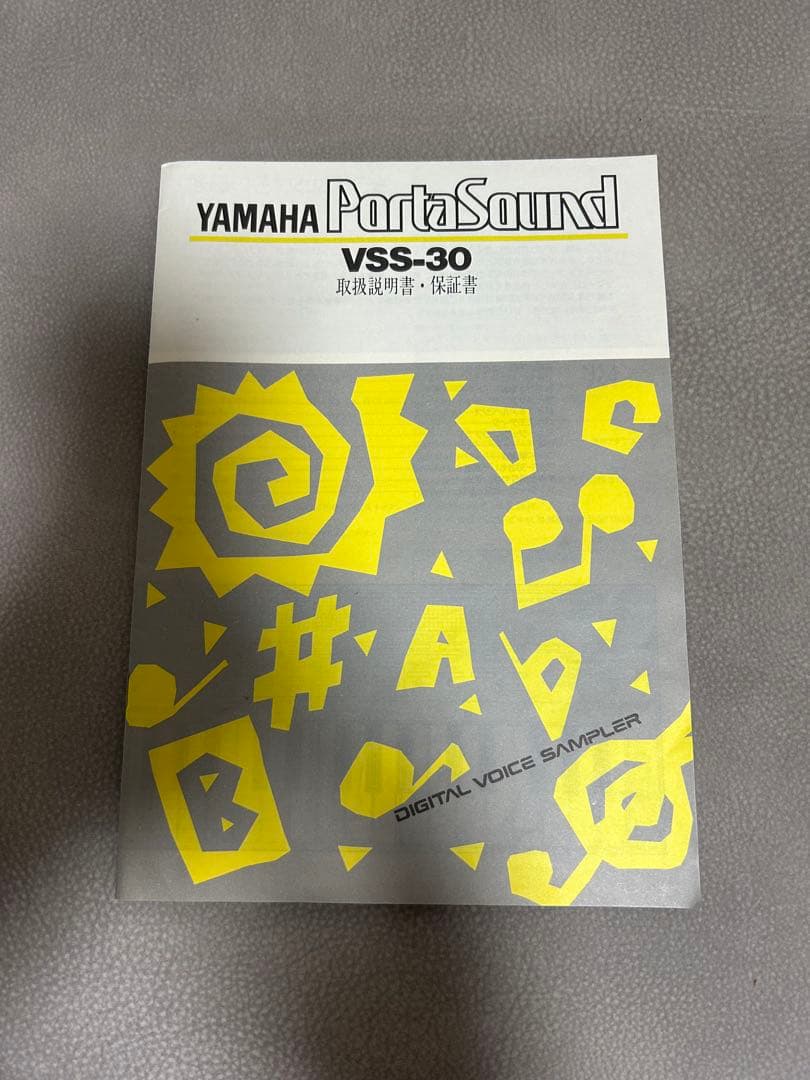 YAMAHA PortaSound
VSS-30
取扱説明書・保証書
D
C
#
A
b
B
DIGITAL VOICE SAMPLER